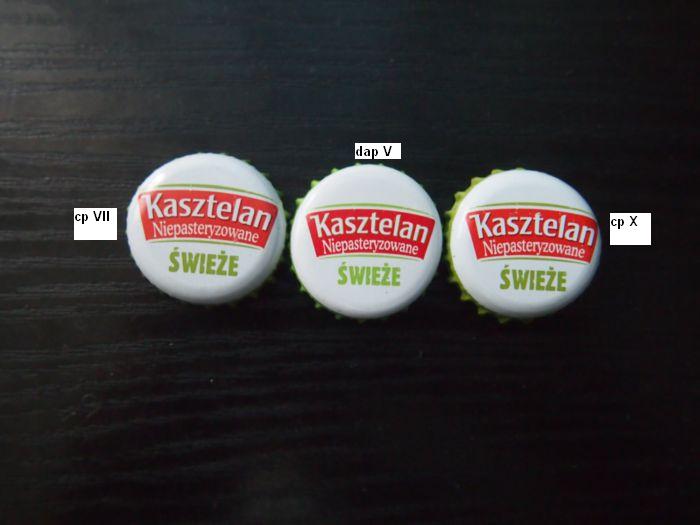 dap V
cp VII
Kasztelan
Niepasteryzowane
ŚWIEŻE
Kasztelan
Niepasteryzowane
ŚWIEŻE
Kasztelan
Niepasteryzowane
ŚWIEŻE
cp X